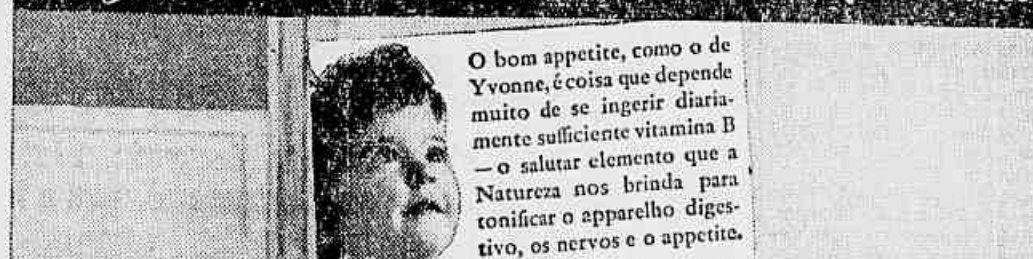 O bom appetite, como o de
Yvonne, é coisa que depende
muito de se ingerir diaria-
mente sufficiente vitamina B
— o salutar elemento que a
Natureza nos brinda para
tonificar o apparelho diges-
tivo, os nervos e o appetite.